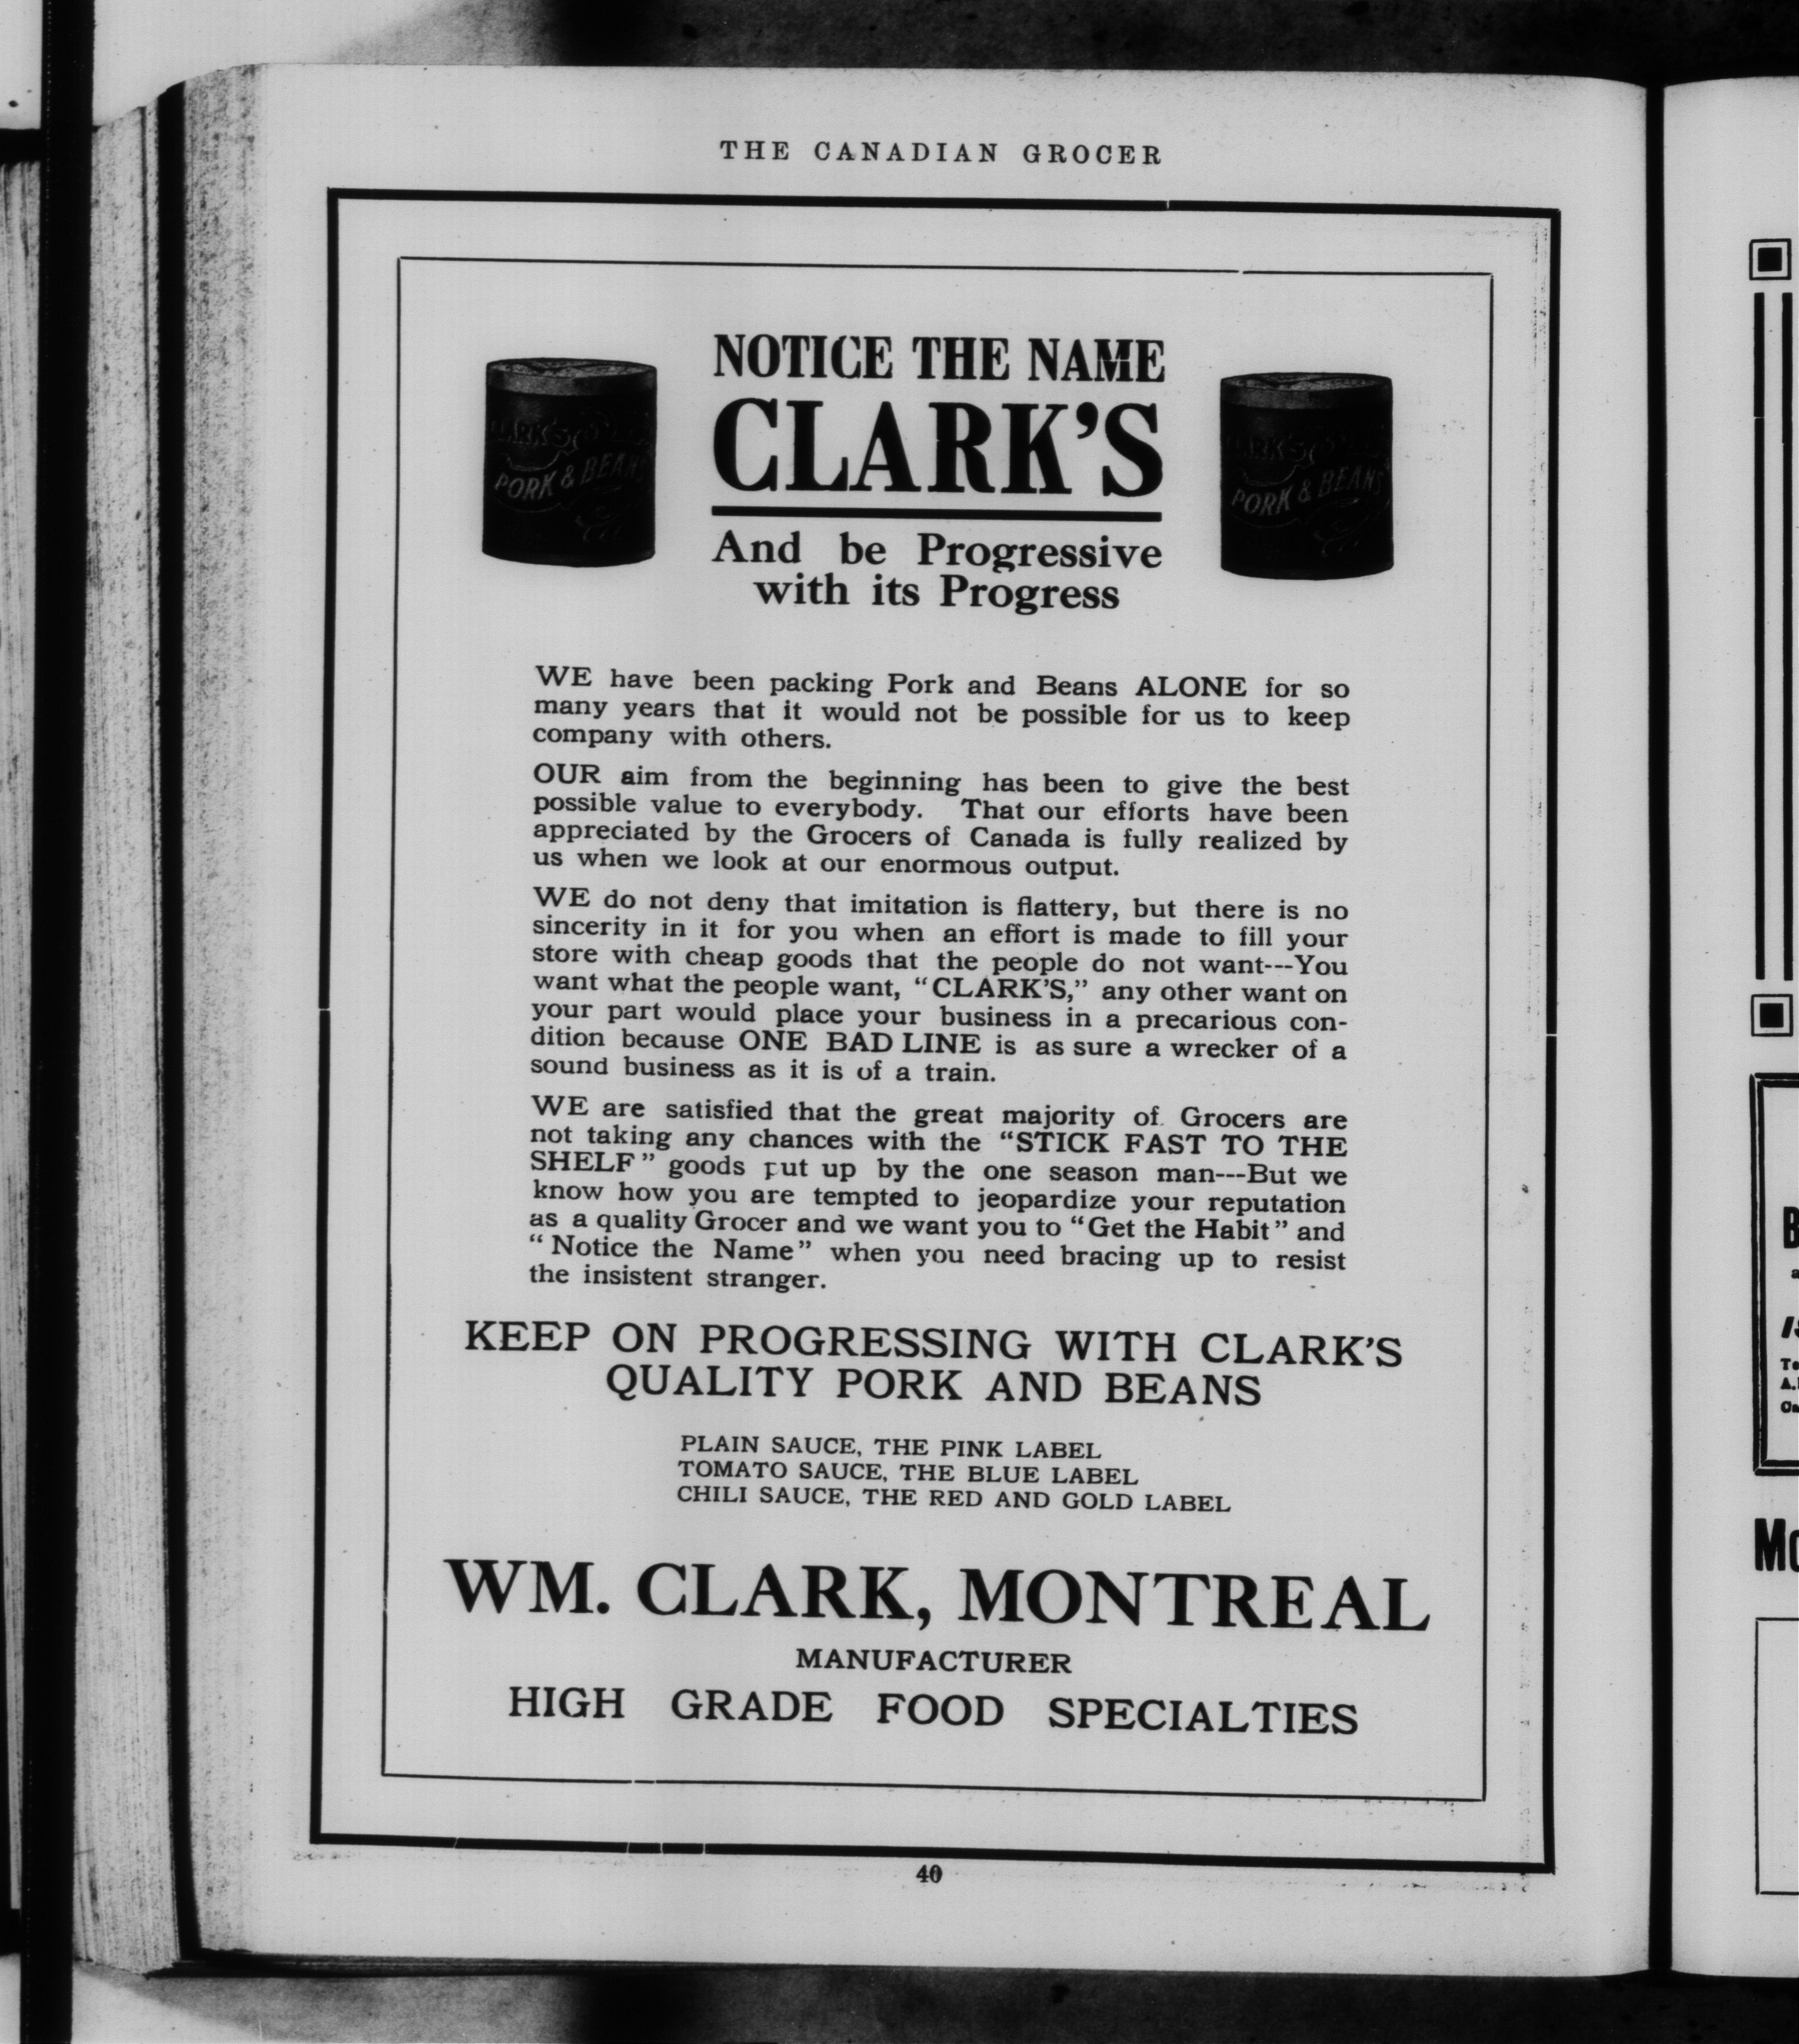 THE CANADIAN GROCER
NOTICE THE NAME
CLARK'S
And be Progressive
with its Progress
CLARK'S
PORK & BEANS
CLARK'S
PORK & BEANS
WE have been packing Pork and Beans ALONE for so
many years that it would not be possible for us to keep
company with others.
OUR aim from the beginning has been to give the best
possible value to everybody. That our efforts have been
appreciated by the Grocers of Canada is fully realized by
us when we look at our enormous output.
WE do not deny that imitation is flattery, but there is no
sincerity in it for you when an effort is made to fill your
store with cheap goods that the people do not want---You
want what the people want, "CLARK'S," any other want on
your part would place your business in a precarious con-
dition because ONE BAD LINE is as sure a wrecker of a
sound business as it is of a train.
WE are satisfied that the great majority of Grocers are
not taking any chances with the "STICK FAST TO THE
SHELF" goods put up by the one season man---But we
know how you are tempted to jeopardize your reputation
as a quality Grocer and we want you to "Get the Habit" and
"Notice the Name" when you need bracing up to resist
the insistent stranger.
KEEP ON PROGRESSING WITH CLARK'S
QUALITY PORK AND BEANS
PLAIN SAUCE, THE PINK LABEL
TOMATO SAUCE, THE BLUE LABEL
CHILI SAUCE, THE RED AND GOLD LABEL
WM. CLARK, MONTREAL
MANUFACTURER
HIGH GRADE FOOD SPECIALTIES
40